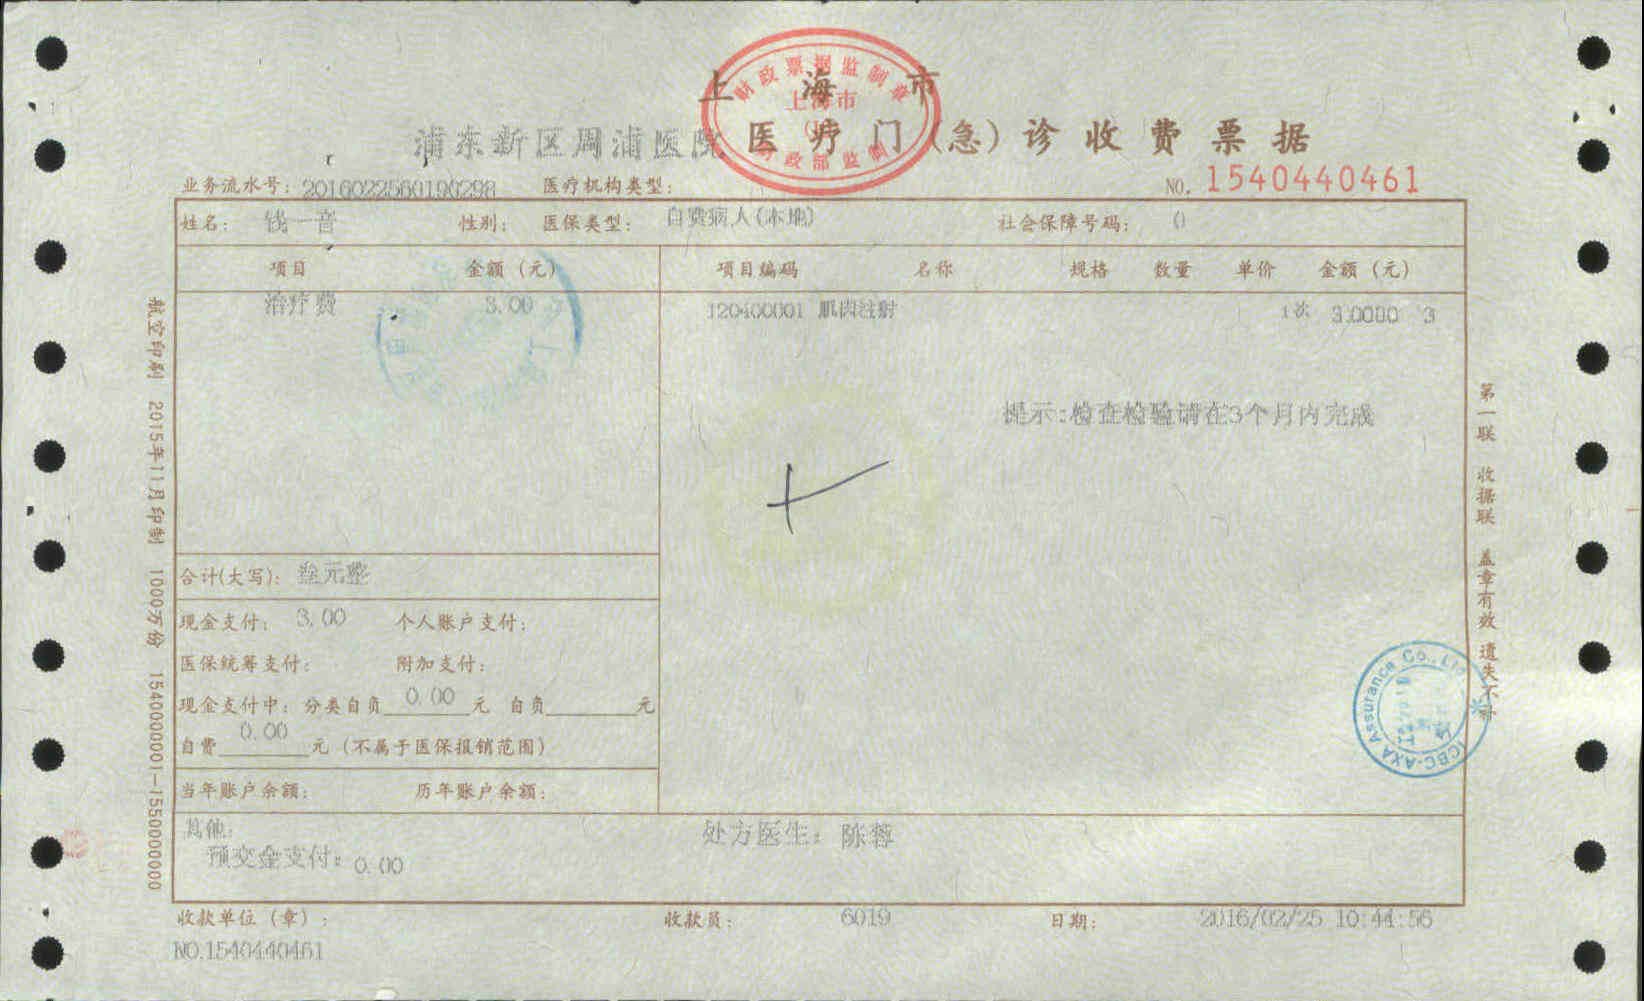 上海市
财政票据监制章
上海市
财政部监制
浦东新区周浦医院 医疗门(急)诊收费票据
业务流水号: 2016022560190298 医疗机构类型: NO. 1540440461
姓名: 钱一音 性别: 医保类型: 自费病人(本地) 社会保障号码: 0
项目 金额(元) 项目编码 名称 规格 数量 单价 金额(元)
治疗费 3.00 120400001 肌肉注射 1次 3.0000 3
提示:检查检验请在3个月内完成
合计(大写): 叁元整
现金支付: 3.00 个人账户支付:
医保统筹支付: 附加支付:
现金支付中: 分类自负 0.00 元 自负 元
自费 0.00 元(不属于医保报销范围)
当年账户余额: 历年账户余额:
其他:
预交金支付: 0.00 处方医生: 陈蓉
收款单位(章): 收款员: 6019 日期: 2016/02/25 10:44:56
NO.1540440461
航空印刷 2015年11月印制 1000万份 1540000001—1550000000
第一联 收据联 盖章有效 遗失不补
ICBC-AXA Assurance Co., Ltd